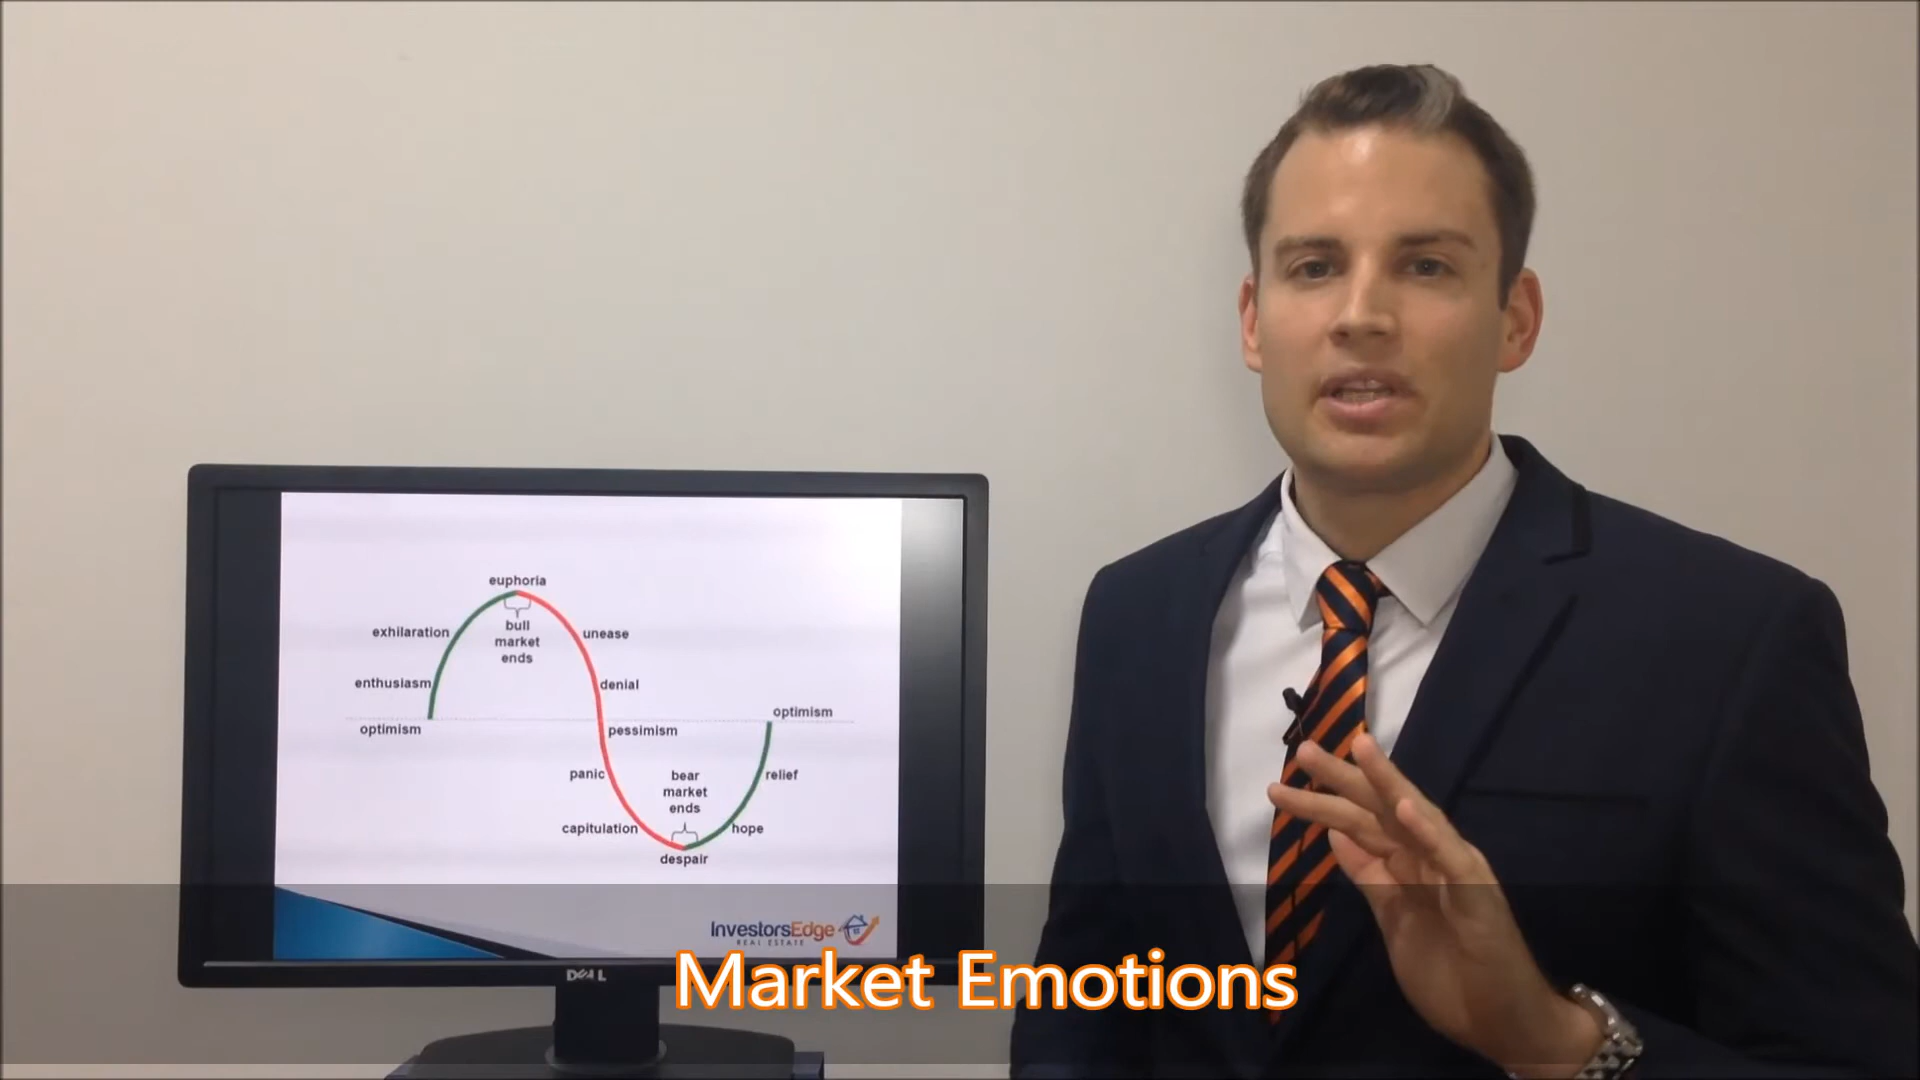 euphoria
exhilaration
bull
market
ends
unease
enthusiasm
denial
optimism
optimism
pessimism
panic
bear
market
ends
relief
capitulation
hope
despair
InvestorsEdge
REAL ESTATE
DELL
Market Emotions